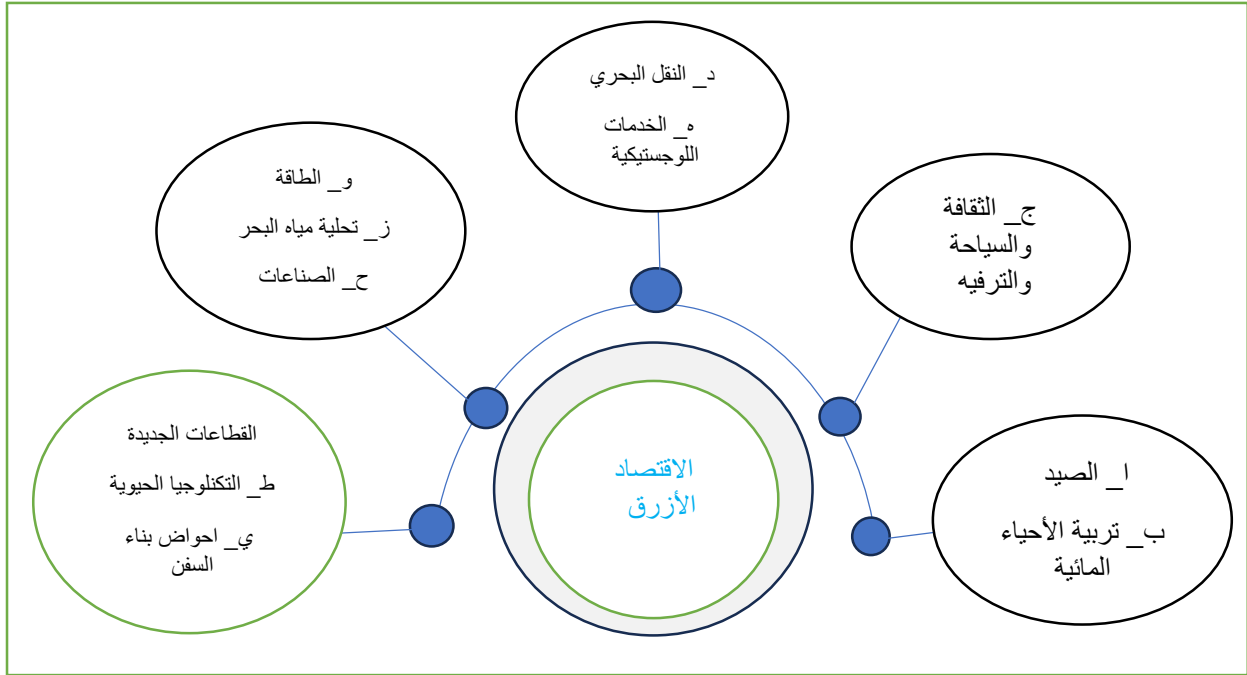 ا_ الصيد
ب_ تربية الأحياء
المائية
ج_ الثقافة
والسياحة
والترفيه
د_ النقل البحري
ه_ الخدمات
اللوجستيكية
و_ الطاقة
ز_ تحلية مياه البحر
ح_ الصناعات
القطاعات الجديدة
ط_ التكنلوجيا الحيوية
ي_ احواض بناء
السفن
الاقتصاد
الأزرق